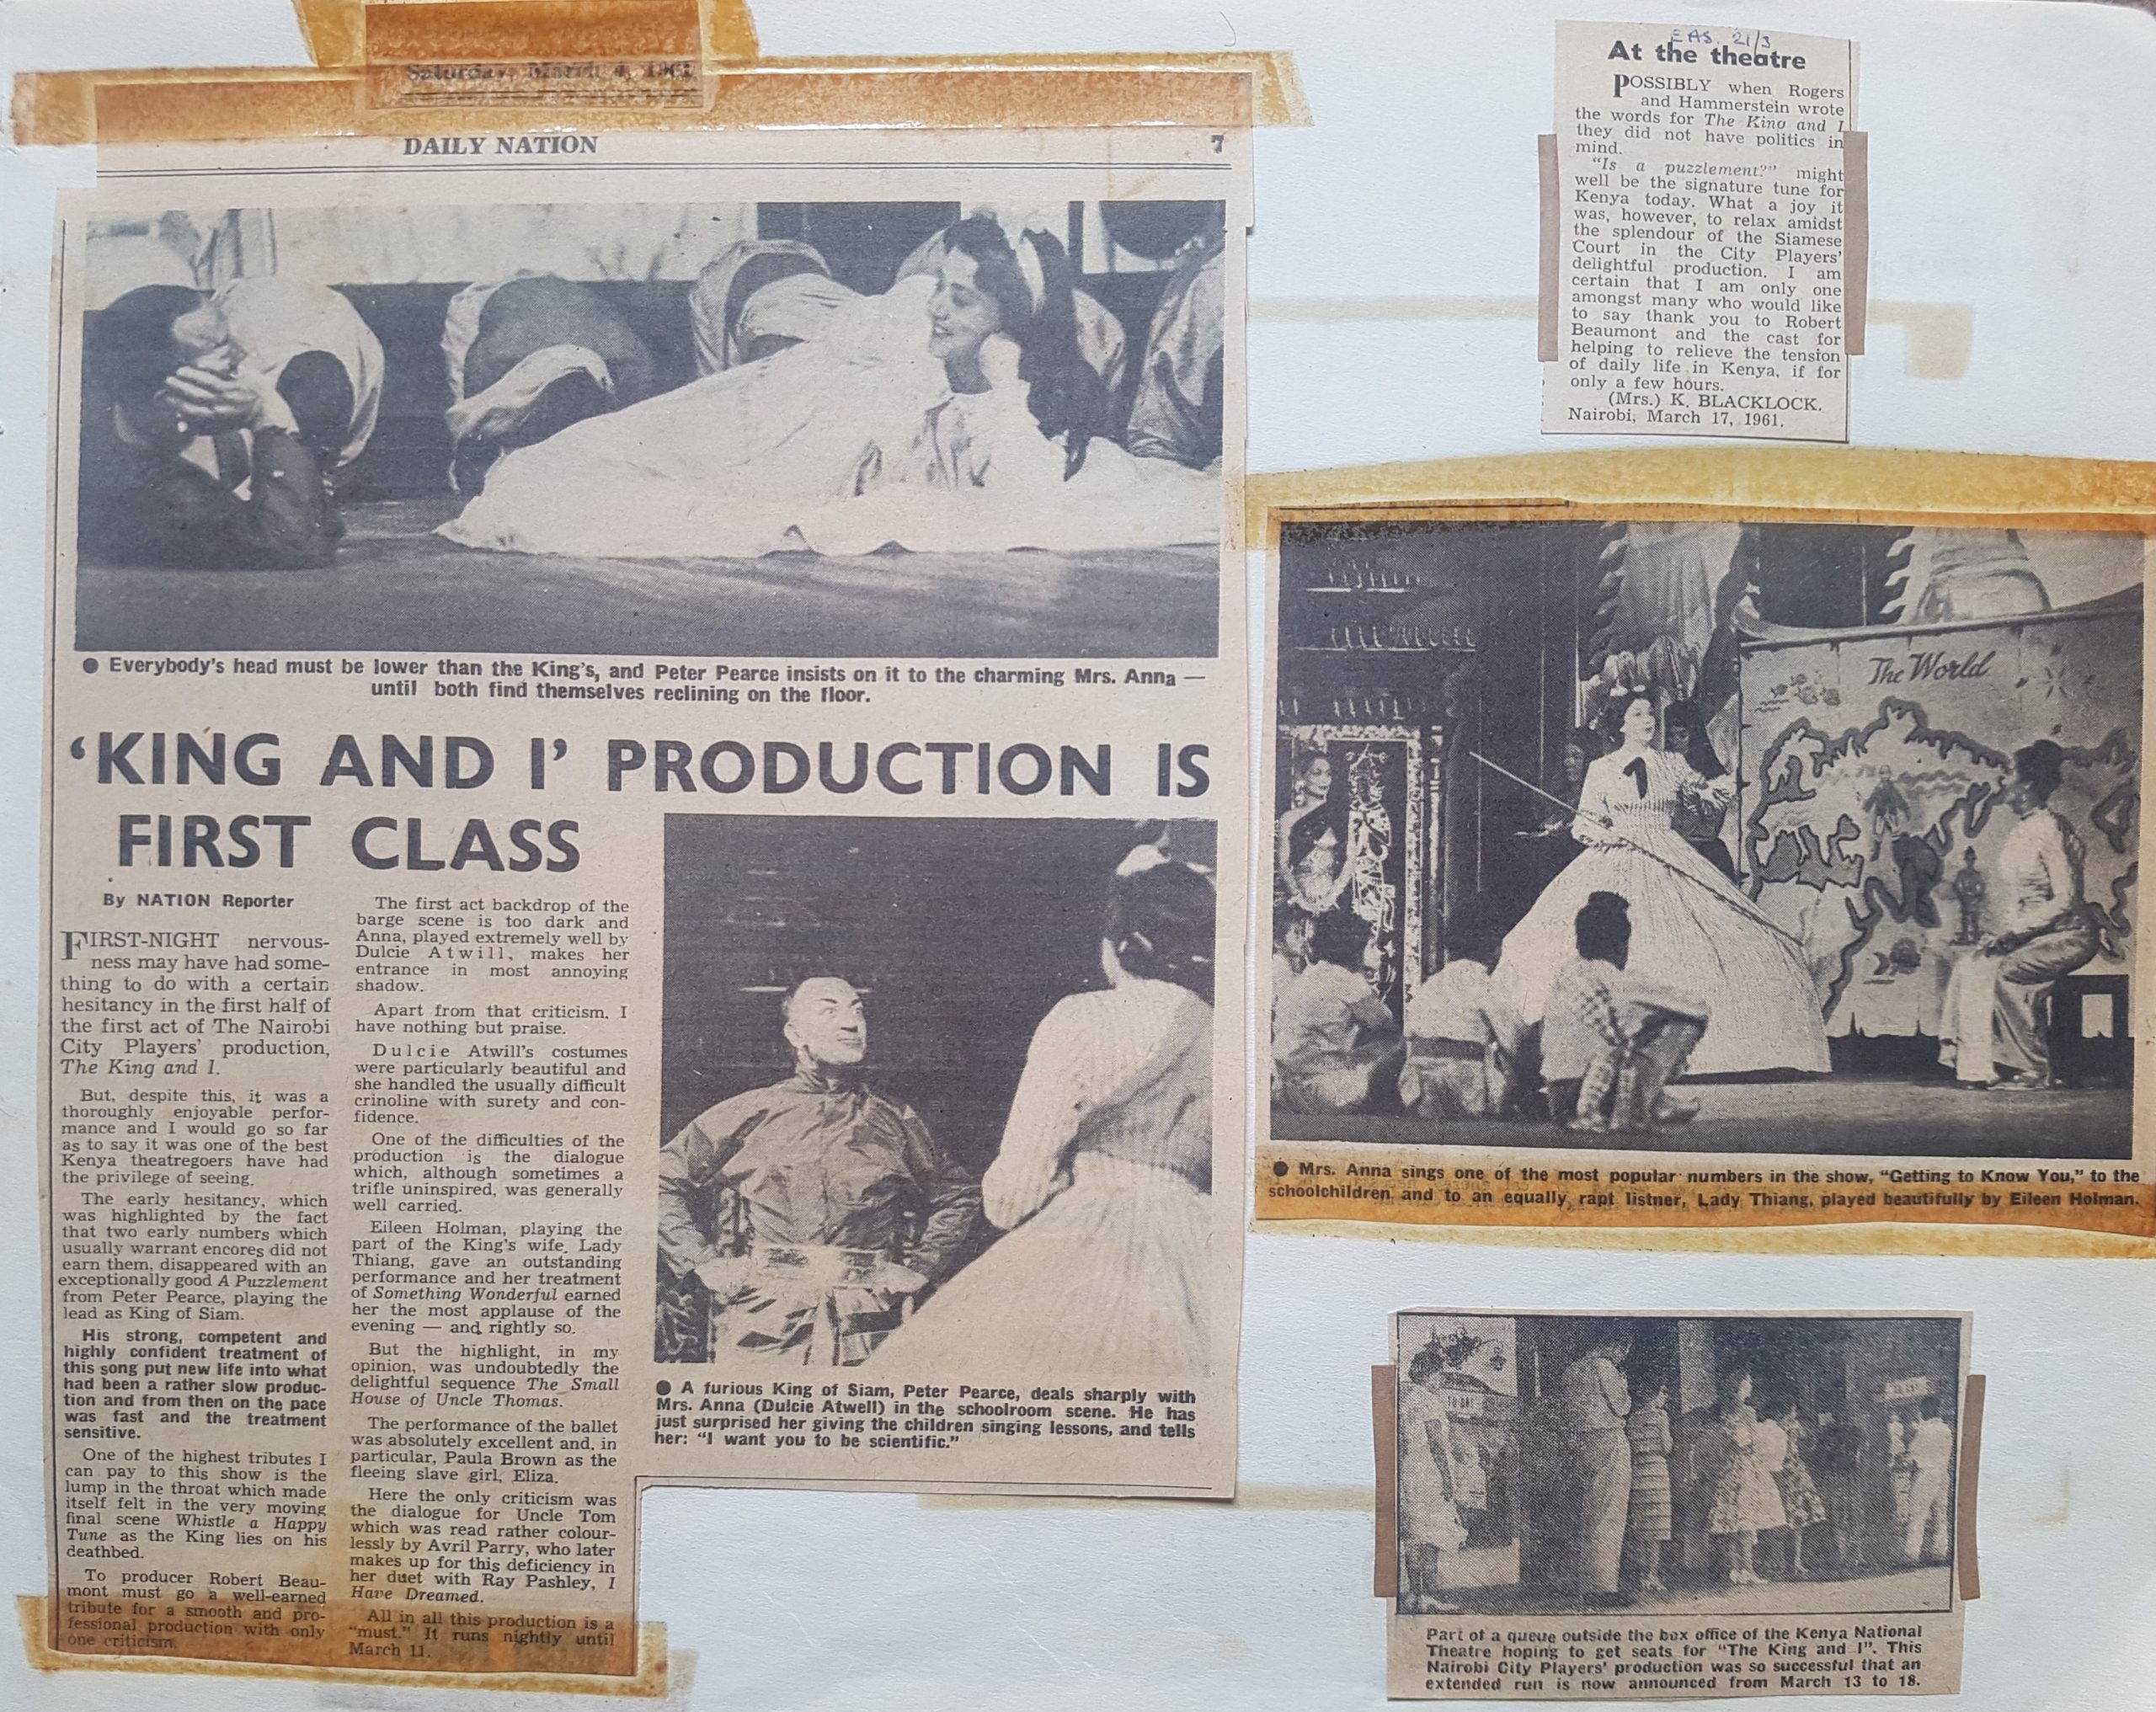 Saturday, March 4, 1961
DAILY NATION
7
● Everybody's head must be lower than the King's, and Peter Pearce insists on it to the charming Mrs. Anna —
until both find themselves reclining on the floor.
'KING AND I' PRODUCTION IS
FIRST CLASS
By NATION Reporter
FIRST-NIGHT nervous-
ness may have had some-
thing to do with a certain
hesitancy in the first half of
the first act of The Nairobi
City Players' production,
The King and I.
But, despite this, it was a
thoroughly enjoyable perfor-
mance and I would go so far
as to say it was one of the best
Kenya theatregoers have had
the privilege of seeing.
The early hesitancy, which
was highlighted by the fact
that two early numbers which
usually warrant encores did not
earn them, disappeared with an
exceptionally good A Puzzlement
from Peter Pearce, playing the
lead as King of Siam.
His strong, competent and
highly confident treatment of
this song put new life into what
had been a rather slow produc-
tion and from then on the pace
was fast and the treatment
sensitive.
One of the highest tributes I
can pay to this show is the
lump in the throat which made
itself felt in the very moving
final scene Whistle a Happy
Tune as the King lies on his
deathbed.
To producer Robert Beau-
mont must go a well-earned
tribute for a smooth and pro-
fessional production with only
one criticism.
The first act backdrop of the
barge scene is too dark and
Anna, played extremely well by
Dulcie Atwill, makes her
entrance in most annoying
shadow.
Apart from that criticism, I
have nothing but praise.
Dulcie Atwill's costumes
were particularly beautiful and
she handled the usually difficult
crinoline with surety and con-
fidence.
One of the difficulties of the
production is the dialogue
which, although sometimes a
trifle uninspired, was generally
well carried.
Eileen Holman, playing the
part of the King's wife, Lady
Thiang, gave an outstanding
performance and her treatment
of Something Wonderful earned
her the most applause of the
evening — and rightly so.
But the highlight, in my
opinion, was undoubtedly the
delightful sequence The Small
House of Uncle Thomas.
The performance of the ballet
was absolutely excellent and, in
particular, Paula Brown as the
fleeing slave girl, Eliza.
Here the only criticism was
the dialogue for Uncle Tom
which was read rather colour-
lessly by Avril Parry, who later
makes up for this deficiency in
her duet with Ray Pashley, I
Have Dreamed.
All in all this production is a
"must." It runs nightly until
March 11.
● A furious King of Siam, Peter Pearce, deals sharply with
Mrs. Anna (Dulcie Atwell) in the schoolroom scene. He has
just surprised her giving the children singing lessons, and tells
her: "I want you to be scientific."
EAS. 21/3
At the theatre
POSSIBLY when Rogers
and Hammerstein wrote
the words for The King and I
they did not have politics in
mind.
"Is a puzzlement?" might
well be the signature tune for
Kenya today. What a joy it
was, however, to relax amidst
the splendour of the Siamese
Court in the City Players'
delightful production. I am
certain that I am only one
amongst many who would like
to say thank you to Robert
Beaumont and the cast for
helping to relieve the tension
of daily life in Kenya, if for
only a few hours.
(Mrs.) K. BLACKLOCK.
Nairobi, March 17, 1961.
The World
● Mrs. Anna sings one of the most popular numbers in the show, "Getting to Know You," to the
schoolchildren and to an equally rapt listner, Lady Thiang, played beautifully by Eileen Holman.
Part of a queue outside the box office of the Kenya National
Theatre hoping to get seats for "The King and I". This
Nairobi City Players' production was so successful that an
extended run is now announced from March 13 to 18.